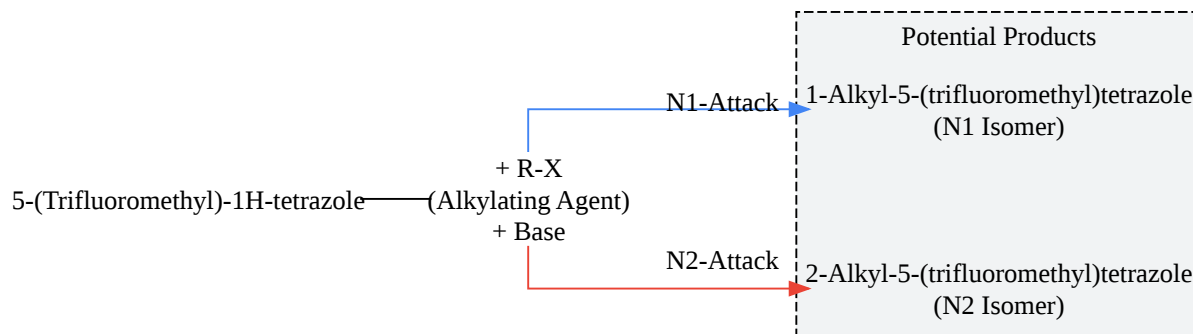 Potential Products
N1-Attack
1-Alkyl-5-(trifluoromethyl)tetrazole
(N1 Isomer)
5-(Trifluoromethyl)-1H-tetrazole
+ R-X
(Alkylating Agent)
+ Base
N2-Attack
2-Alkyl-5-(trifluoromethyl)tetrazole
(N2 Isomer)